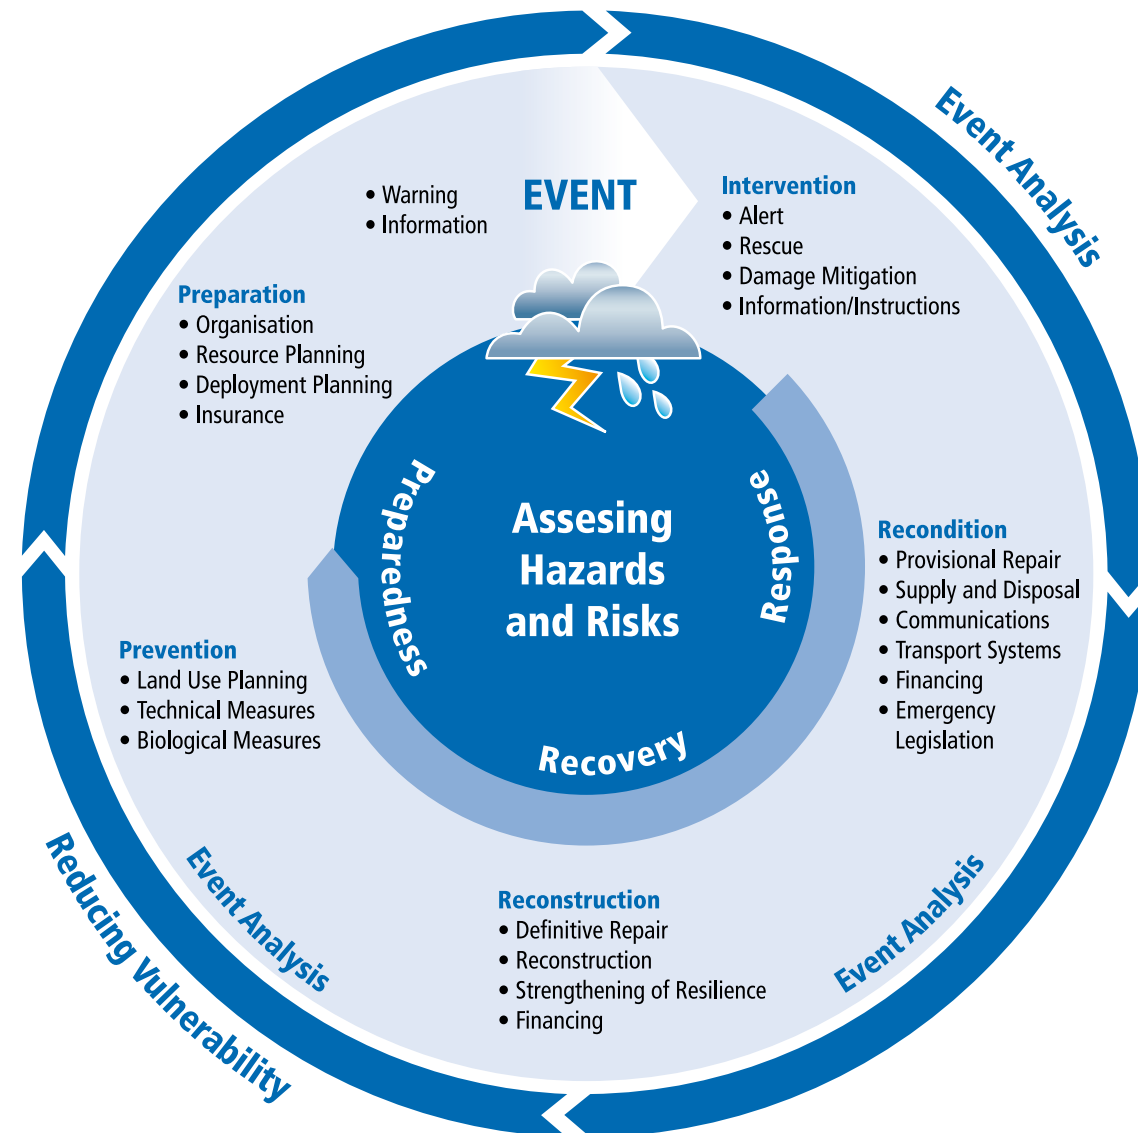 EVENT
• Warning
• Information
Intervention
• Alert
• Rescue
• Damage Mitigation
• Information/Instructions
Event Analysis
Preparation
• Organisation
• Resource Planning
• Deployment Planning
• Insurance
Preparedness
Assesing
Hazards
and Risks
Response
Recovery
Recondition
• Provisional Repair
• Supply and Disposal
• Communications
• Transport Systems
• Financing
• Emergency
Legislation
Prevention
• Land Use Planning
• Technical Measures
• Biological Measures
Reducing Vulnerability
Event Analysis
Reconstruction
• Definitive Repair
• Reconstruction
• Strengthening of Resilience
• Financing
Event Analysis